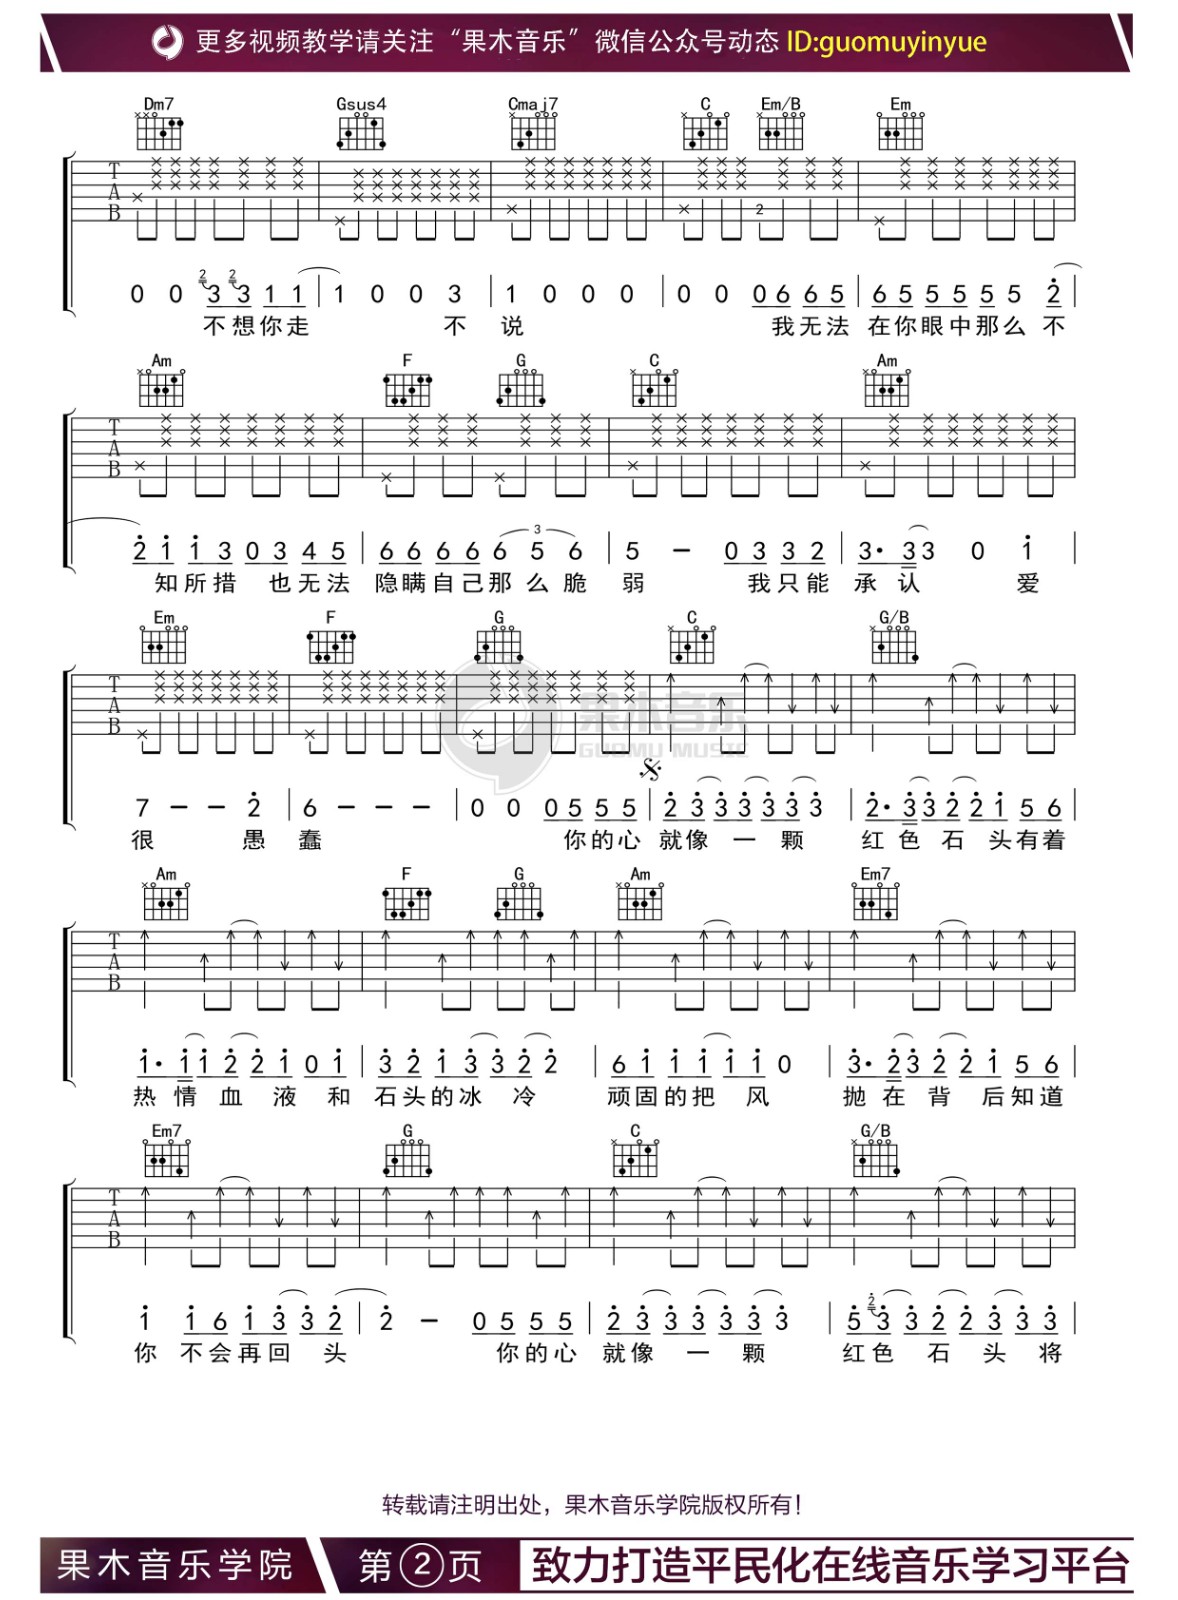 更多视频教学请关注“果木音乐”微信公众号动态 ID:guomuyinyue
Dm7 Gsus4 Cmaj7 C Em/B Em
T
A
B
2
0 0 3 3 1 1 | 1 0 0 3 | 1 0 0 0 | 0 0 0 6 6 5 | 6 5 5 5 5 5 2 |
不想你走 不 说 我无法 在你眼中那么 不
Am F G C Am
T
A
B
2 1 1 3 0 3 4 5 | 6 6 6 6 6 5 6 | 5 – 0 3 3 2 | 3· 3 3 0 1 |
知所措 也无法 隐瞒自己那么脆 弱 我只能 承认 爱
Em F G C G/B
T
A
B
果木音乐
GUOMU MUSIC
7 – – 2 | 6 – – – | 0 0 0 5 5 5 | 2 3 3 3 3 3 3 | 2· 3 3 2 2 1 5 6 |
很 愚 蠢 你的心 就像 一 颗 红色 石 头有着
Am F G Am Em7
T
A
B
1· 1 1 2 2 1 0 1 | 3 2 1 3 3 2 2 | 6 1 1 1 1 1 0 | 3· 2 3 2 2 1 5 6 |
热 情 血 液 和 石头的冰 冷 顽固的把 风 抛 在 背 后知道
Em7 G C G/B
T
A
B
1 1 6 1 3 3 2 | 2 – 0 5 5 5 | 2 3 3 3 3 3 3 | 5 3 3 2 2 3 3 |
你 不会再回 头 你的心 就像 一 颗 红色 石 头 将
转载请注明出处，果木音乐学院版权所有！
果木音乐学院 第②页 致力打造平民化在线音乐学习平台